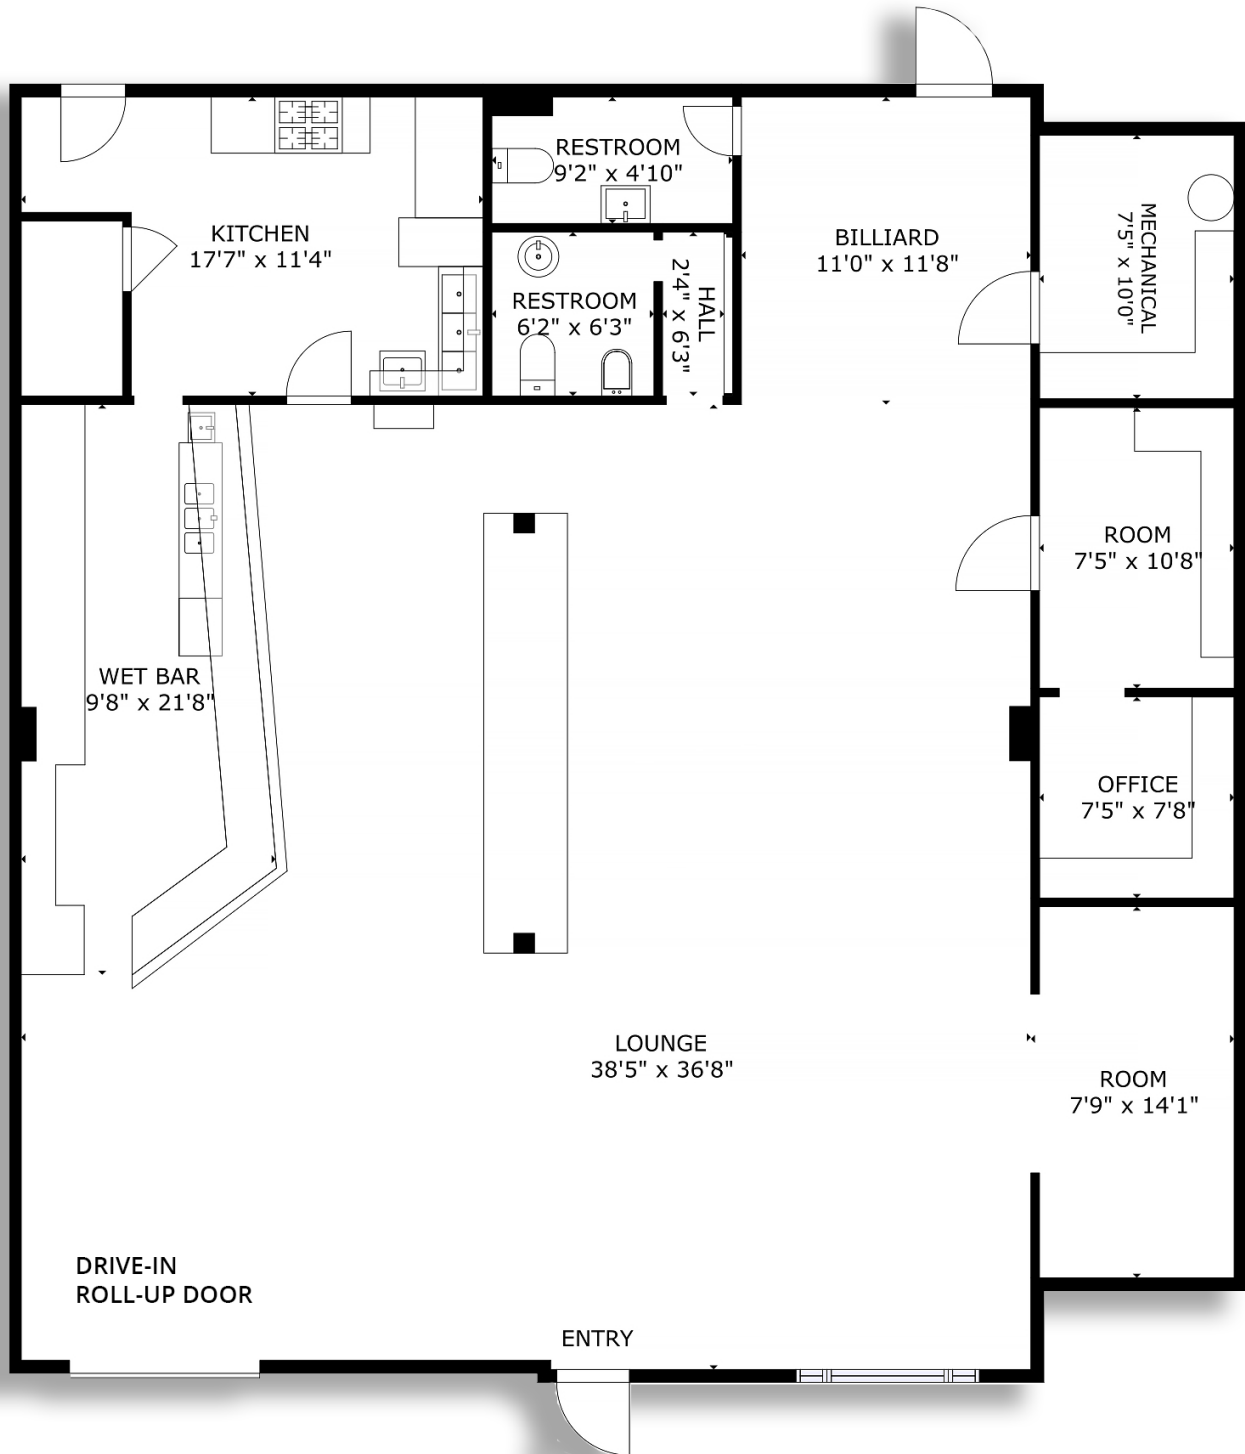 RESTROOM
9'2" x 4'10"
KITCHEN
17'7" x 11'4"
BILLIARD
11'0" x 11'8"
MECHANICAL
7'5" x 10'0"
RESTROOM
6'2" x 6'3"
HALL
2'4" x 6'3"
ROOM
7'5" x 10'8"
WET BAR
9'8" x 21'8"
OFFICE
7'5" x 7'8"
LOUNGE
38'5" x 36'8"
ROOM
7'9" x 14'1"
DRIVE-IN
ROLL-UP DOOR
ENTRY